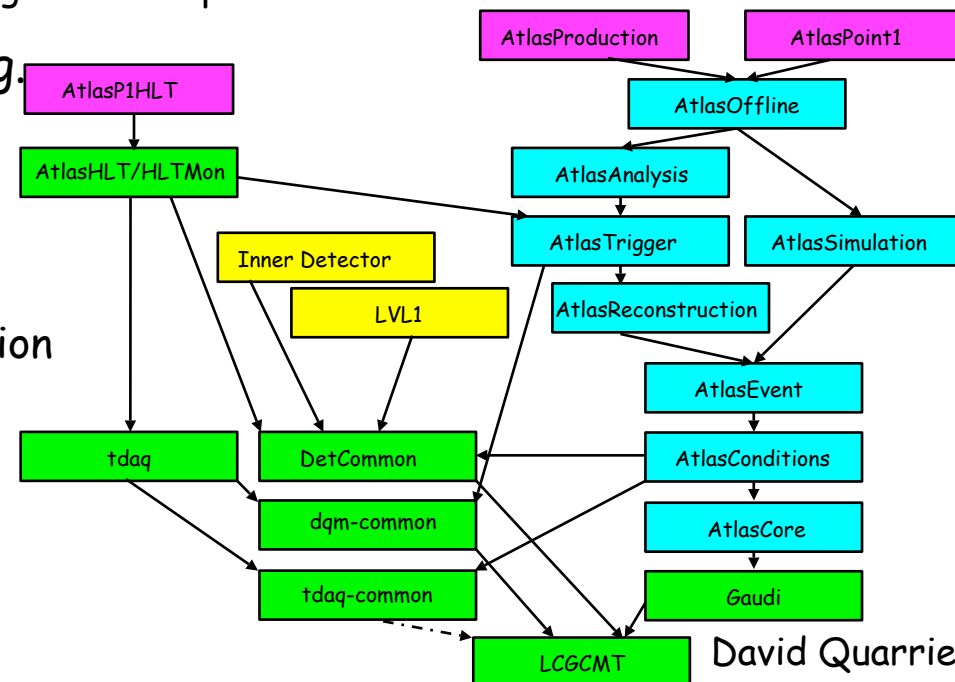 AtlasProduction
AtlasPoint1
g.
AtlasP1HLT
AtlasOffline
AtlasHLT/HLTMon
AtlasAnalysis
AtlasTrigger
AtlasSimulation
Inner Detector
LVL1
AtlasReconstruction
ion
AtlasEvent
tdaq
DetCommon
AtlasConditions
dqm-common
AtlasCore
tdaq-common
Gaudi
LCGCMT
David Quarrie